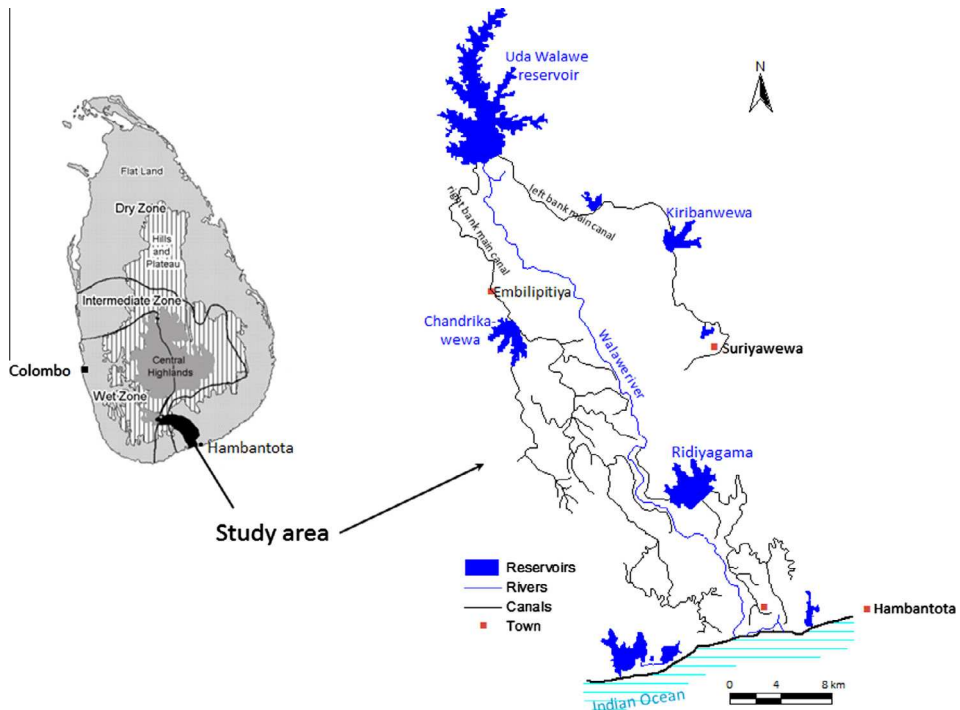 Flat Land
Dry Zone
Hills
and
Plateau
Intermediate Zone
Central
Highlands
Colombo
Wet Zone
Hambantota
Study area
Uda Walawe
reservoir
N
right bank main canal
left bank main canal
Kiribanwewa
Embilipitiya
Chandrika-
wewa
Walawe river
Suriyawewa
Ridiyagama
Reservoirs
Rivers
Canals
Town
Hambantota
Indian Ocean
0 4 8 km